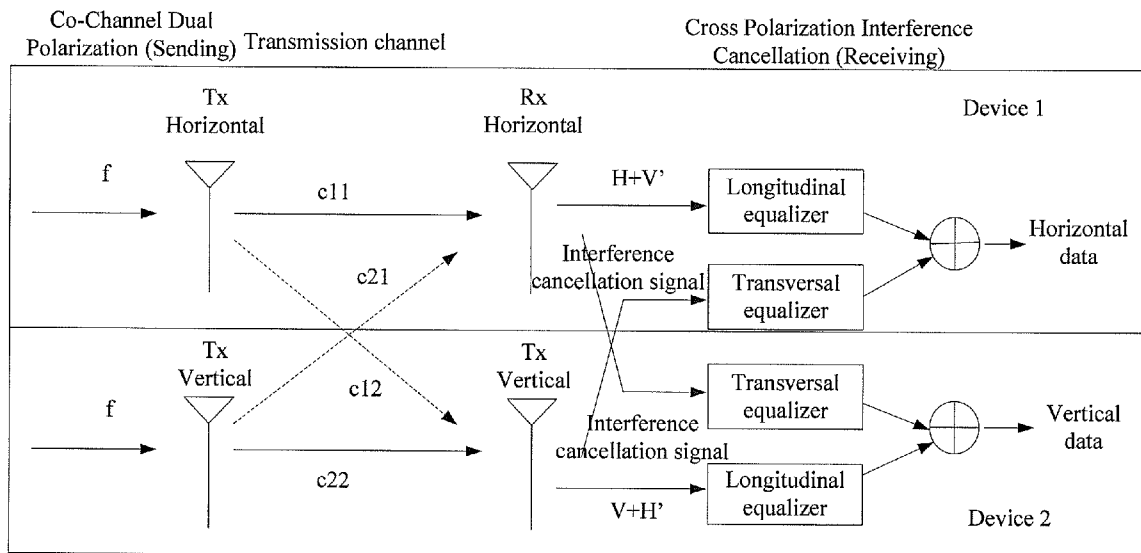 Co-Channel Dual
Polarization (Sending)
Transmission channel
Cross Polarization Interference
Cancellation (Receiving)
Tx
Horizontal
Rx
Horizontal
Device 1
f
c11
H+V'
Longitudinal
equalizer
Horizontal
data
c21
Interference
cancellation signal
Transversal
equalizer
Tx
Vertical
c12
Tx
Vertical
Transversal
equalizer
f
Interference
cancellation signal
Vertical
data
c22
V+H'
Longitudinal
equalizer
Device 2